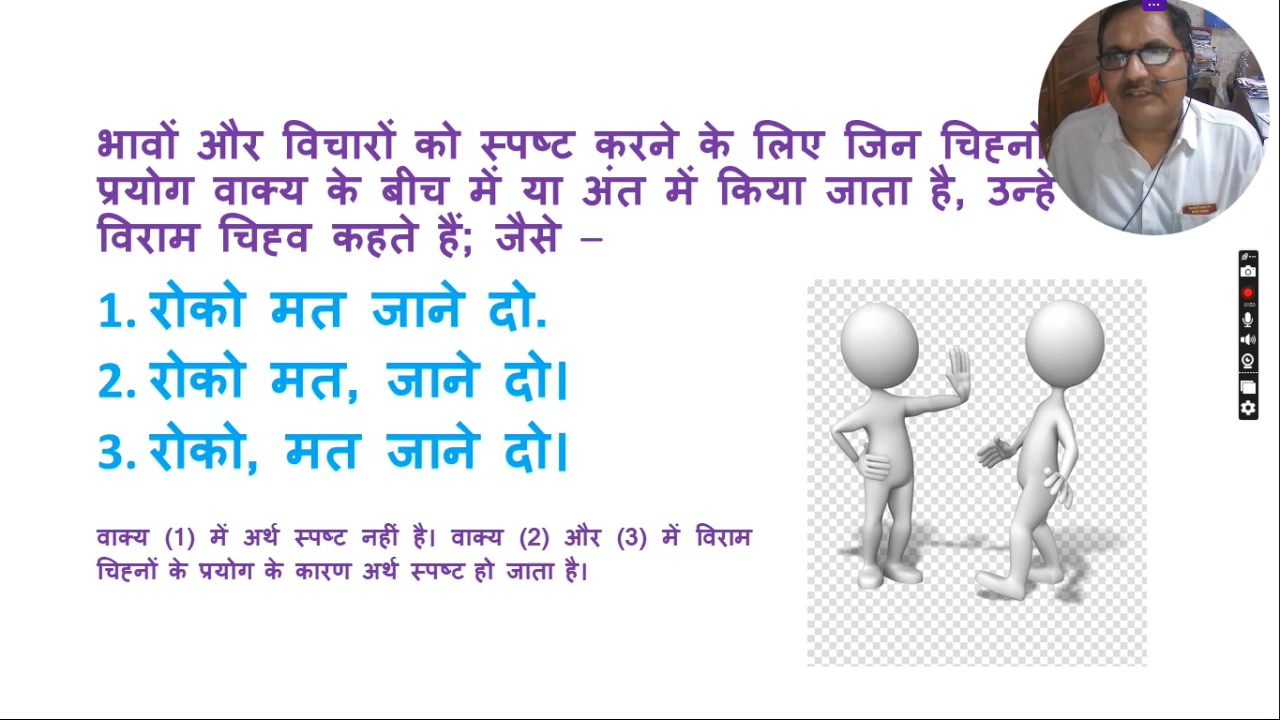 भावों और विचारों को स्पष्ट करने के लिए जिन चिह्नो
प्रयोग वाक्य के बीच में या अंत में किया जाता है, उन्हे
विराम चिह्व कहते हैं; जैसे –
1. रोको मत जाने दो.
2. रोको मत, जाने दो।
3. रोको, मत जाने दो।
वाक्य (1) में अर्थ स्पष्ट नहीं है। वाक्य (2) और (3) में विराम
चिह्नों के प्रयोग के कारण अर्थ स्पष्ट हो जाता है।